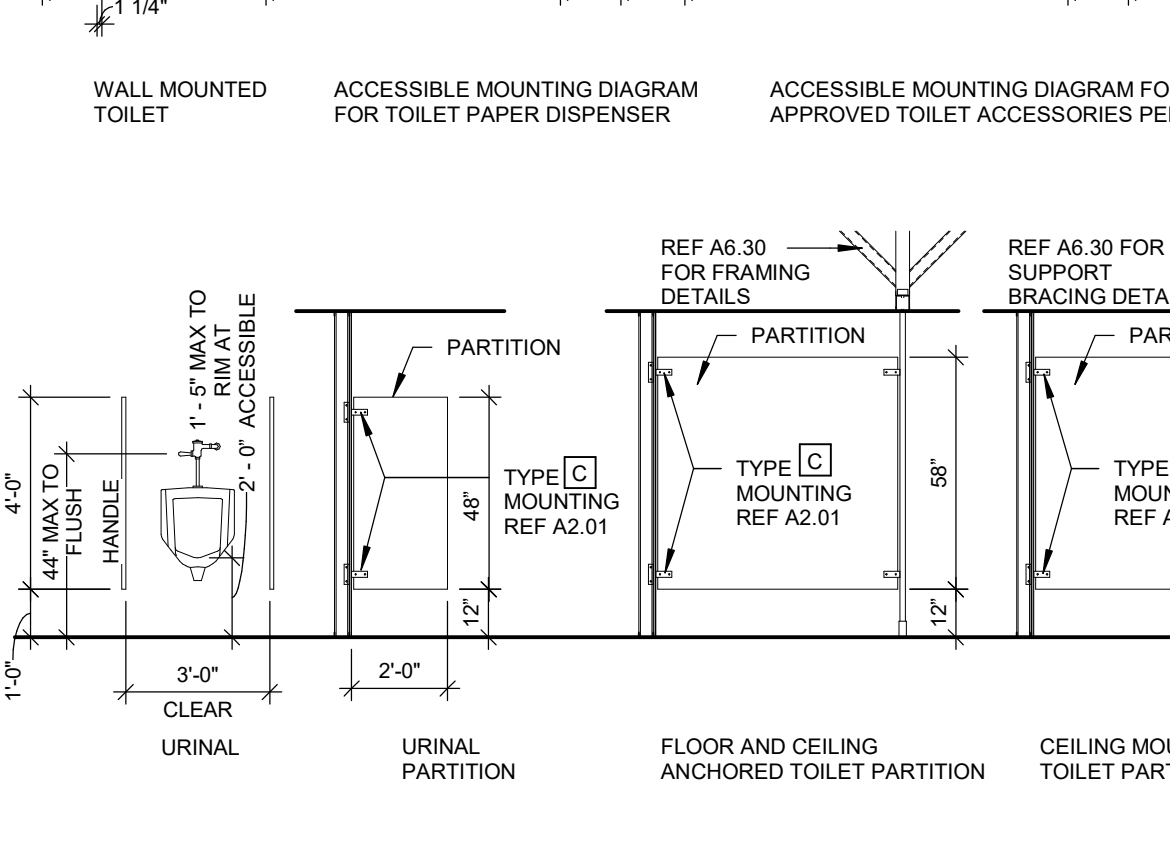 1 1/4"
WALL MOUNTED
TOILET
ACCESSIBLE MOUNTING DIAGRAM
FOR TOILET PAPER DISPENSER
ACCESSIBLE MOUNTING DIAGRAM FO
APPROVED TOILET ACCESSORIES PE
4'-0"
1'-0"
44" MAX TO
FLUSH
HANDLE
1' - 5" MAX TO
RIM AT
2' - 0” ACCESSIBLE
3'-0"
CLEAR
URINAL
PARTITION
TYPE C
MOUNTING
REF A2.01
48”
12”
2'-0"
URINAL
PARTITION
REF A6.30
FOR FRAMING
DETAILS
PARTITION
TYPE C
MOUNTING
REF A2.01
58”
12”
FLOOR AND CEILING
ANCHORED TOILET PARTITION
REF A6.30 FOR
SUPPORT
BRACING DETA
PAR
TYPE
MOUN
REF A
CEILING MOU
TOILET PART